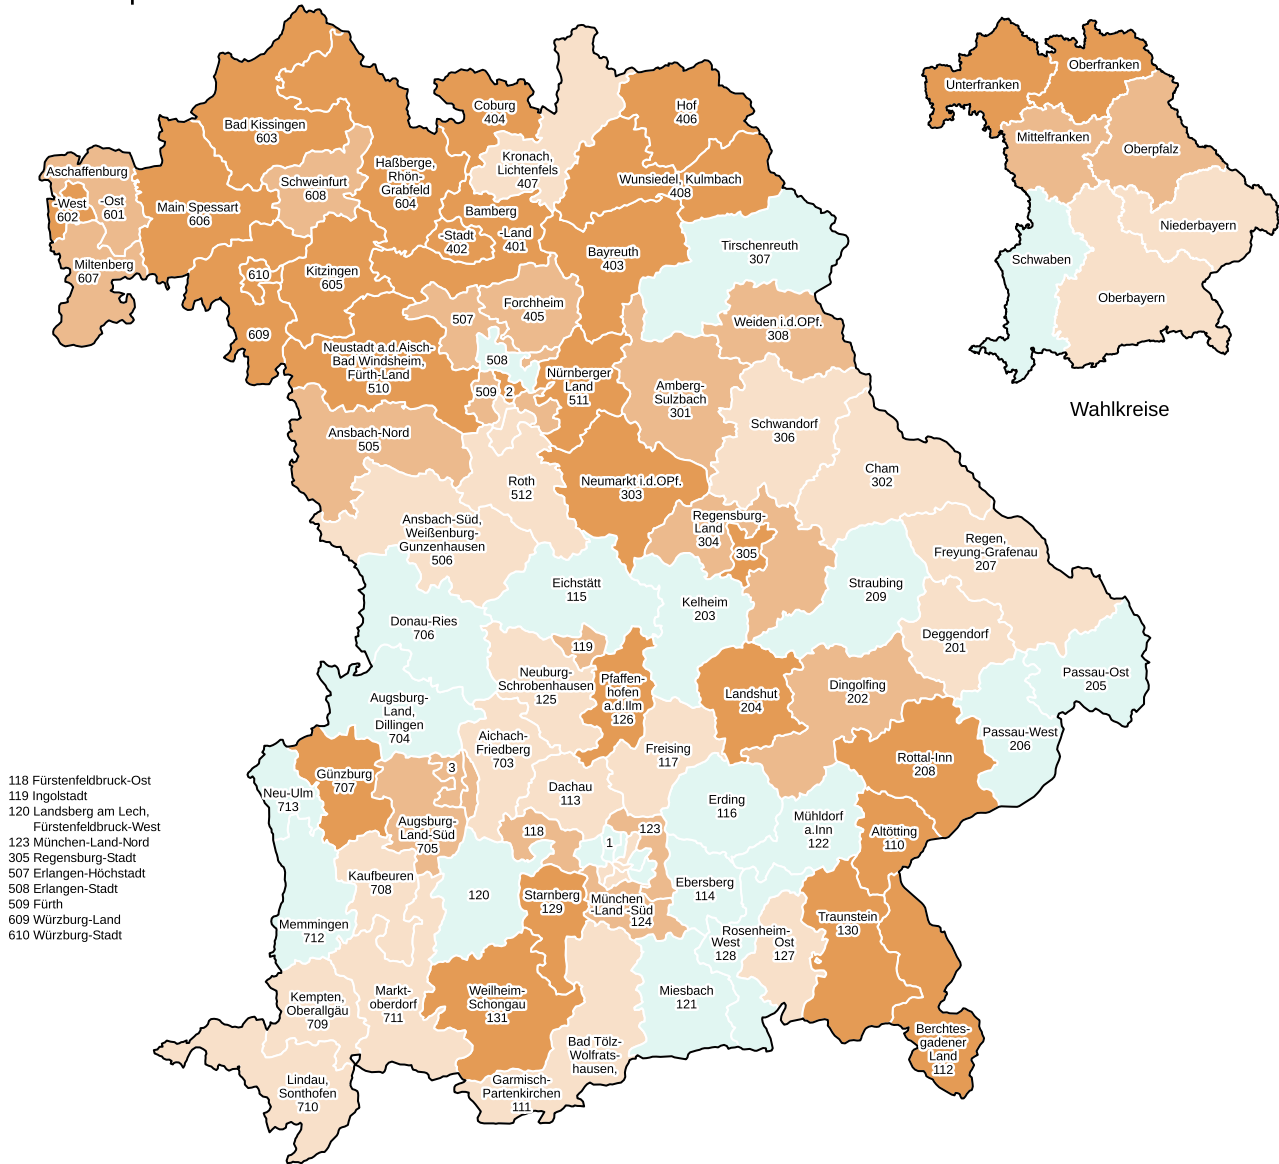 Coburg
404
Hof
406
Bad Kissingen
603
Kronach,
Lichtenfels
407
Haßberge,
Rhön-
Grabfeld
604
Wunsiedel, Kulmbach
408
Aschaffenburg
-West
602
-Ost
601
Schweinfurt
608
Main Spessart
606
Bamberg
-Stadt
402
-Land
401
Bayreuth
403
Tirschenreuth
307
Miltenberg
607
610
Kitzingen
605
Forchheim
405
507
Weiden i.d.OPf.
308
609
Neustadt a.d.Aisch-
Bad Windsheim,
Fürth-Land
510
508
509
2
Nürnberger
Land
511
Amberg-
Sulzbach
301
Schwandorf
306
Ansbach-Nord
505
Roth
512
Neumarkt i.d.OPf.
303
Cham
302
Ansbach-Süd,
Weißenburg-
Gunzenhausen
506
Regensburg-
Land
304
305
Regen,
Freyung-Grafenau
207
Eichstätt
115
Kelheim
203
Straubing
209
Donau-Ries
706
119
Deggendorf
201
Neuburg-
Schrobenhausen
125
Pfaffen-
hofen
a.d.Ilm
126
Landshut
204
Dingolfing
202
Passau-Ost
205
Augsburg-
Land,
Dillingen
704
Aichach-
Friedberg
703
Freising
117
Passau-West
206
Rottal-Inn
208
Günzburg
707
3
Neu-Ulm
713
Dachau
113
Erding
116
Mühldorf
a.Inn
122
Augsburg-
Land-Süd
705
118
1
123
Altötting
110
Kaufbeuren
708
120
Starnberg
129
München
-Land -Süd
124
Ebersberg
114
Memmingen
712
Rosenheim-
West
128
Ost
127
Traunstein
130
Kempten,
Oberallgäu
709
Markt-
oberdorf
711
Weilheim-
Schongau
131
Miesbach
121
Bad Tölz-
Wolfrats-
hausen,
Garmisch-
Partenkirchen
111
Berchtes-
gadener
Land
112
Lindau,
Sonthofen
710
118 Fürstenfeldbruck-Ost
119 Ingolstadt
120 Landsberg am Lech,
Fürstenfeldbruck-West
123 München-Land-Nord
305 Regensburg-Stadt
507 Erlangen-Höchstadt
508 Erlangen-Stadt
509 Fürth
609 Würzburg-Land
610 Würzburg-Stadt
Unterfranken
Oberfranken
Mittelfranken
Oberpfalz
Niederbayern
Schwaben
Oberbayern
Wahlkreise